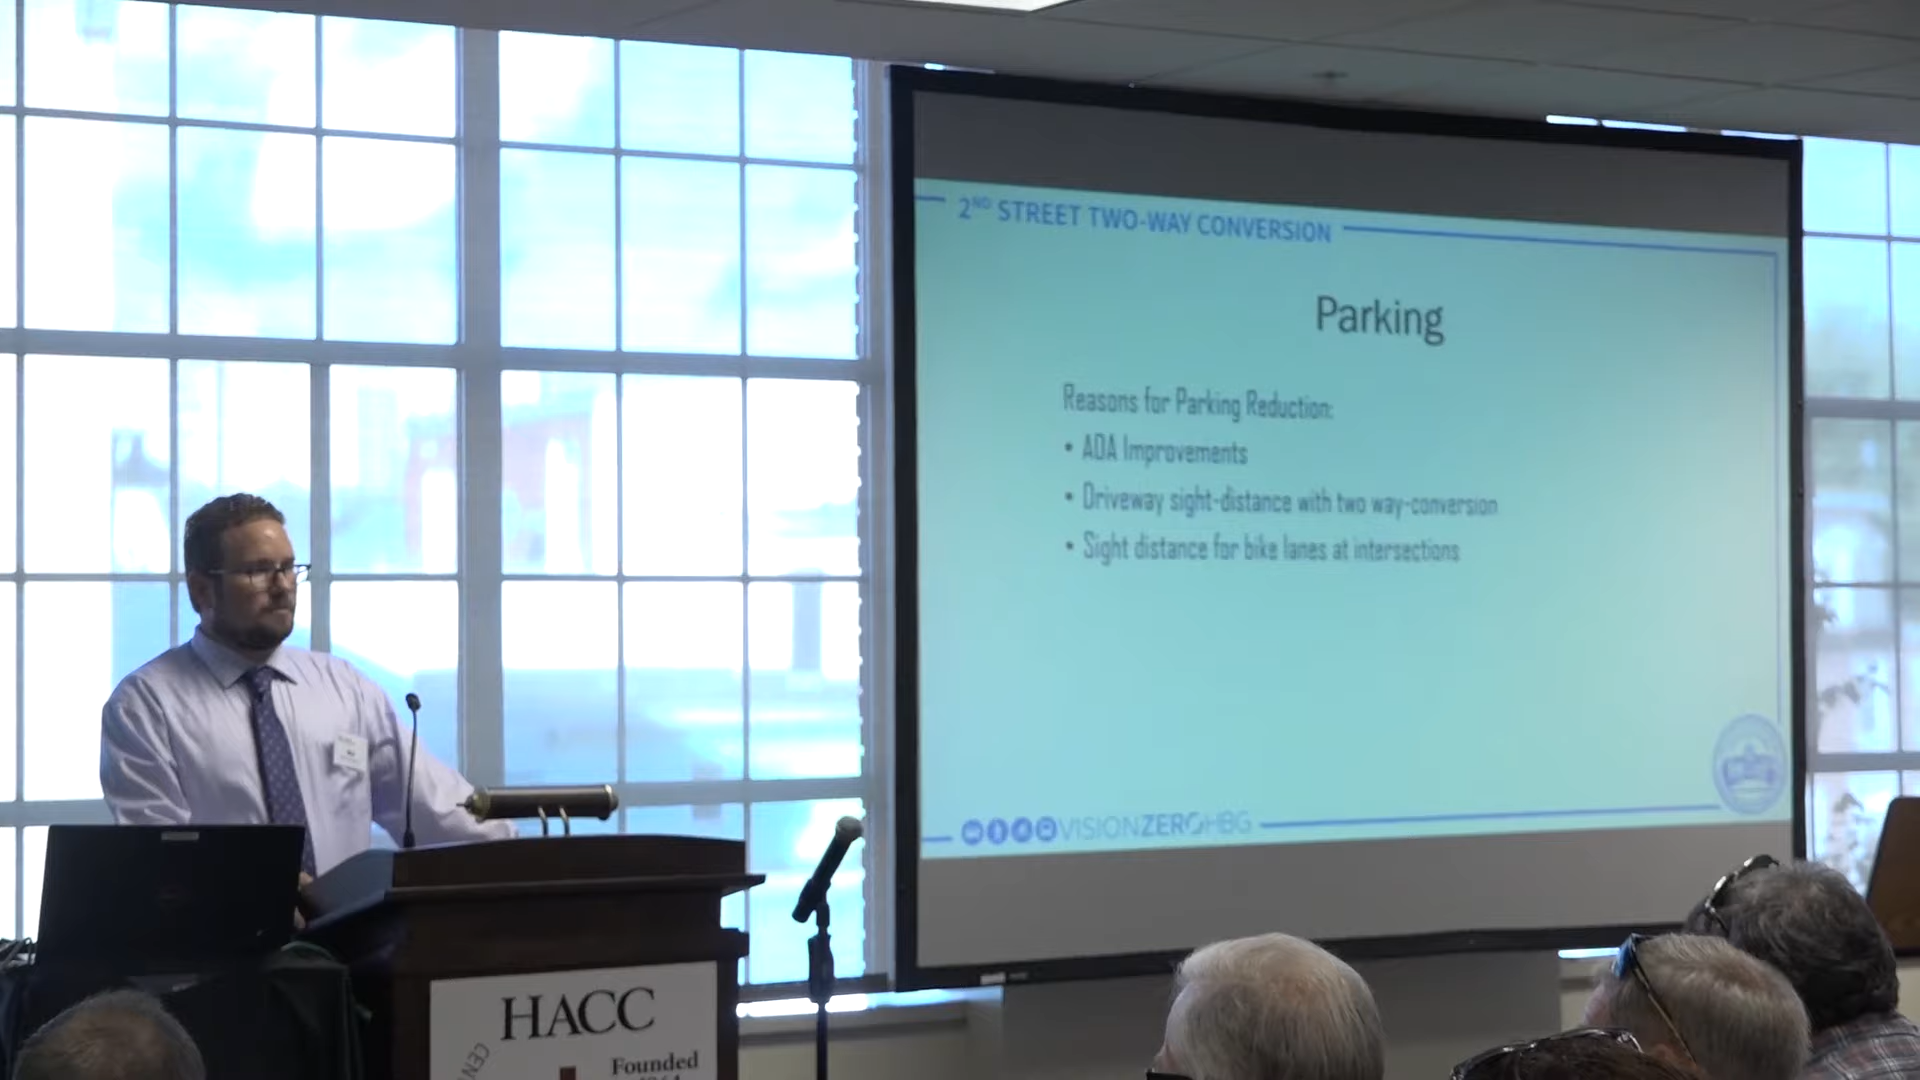 2ND STREET TWO-WAY CONVERSION
Parking
Reasons for Parking Reduction:
• ADA Improvements
• Driveway sight-distance with two way-conversion
• Sight distance for bike lanes at intersections
VISIONZEROHBG
HACC
Founded